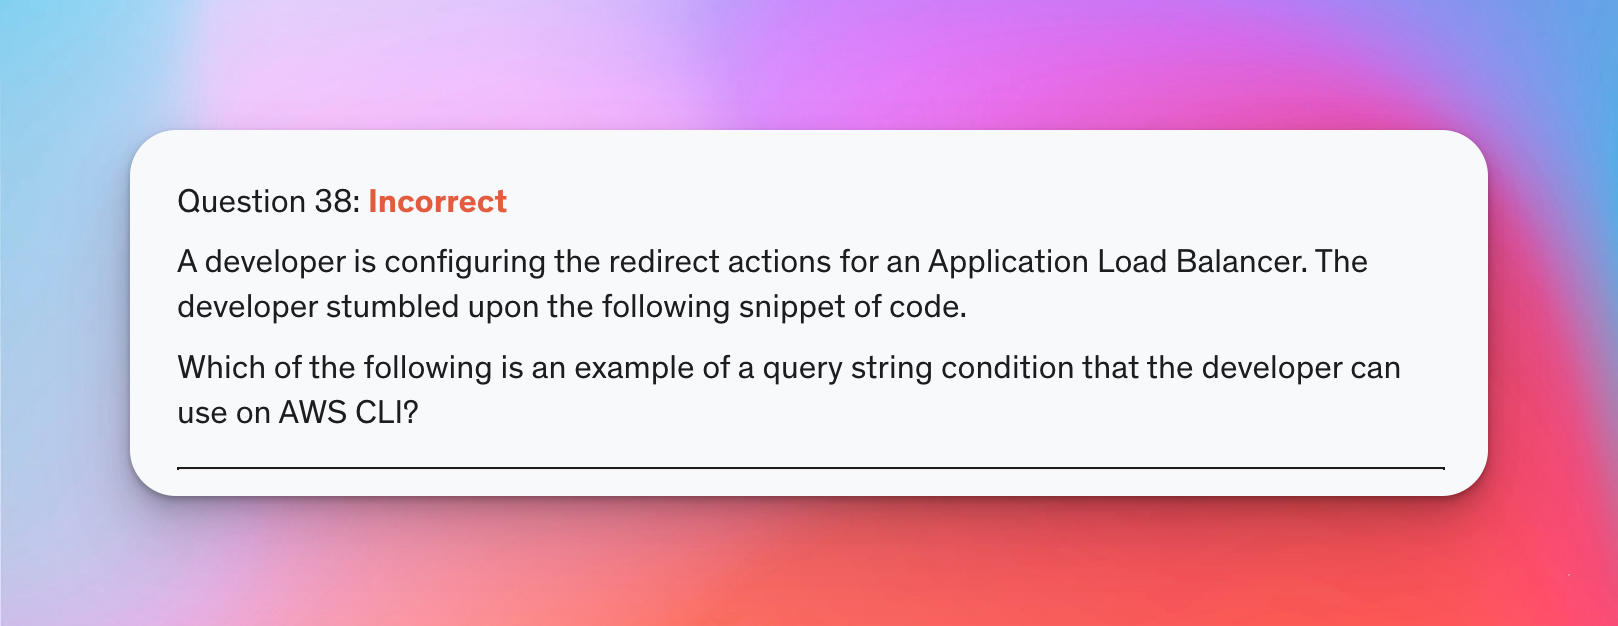 Question 38: Incorrect
A developer is configuring the redirect actions for an Application Load Balancer. The
developer stumbled upon the following snippet of code.
Which of the following is an example of a query string condition that the developer can
use on AWS CLI?